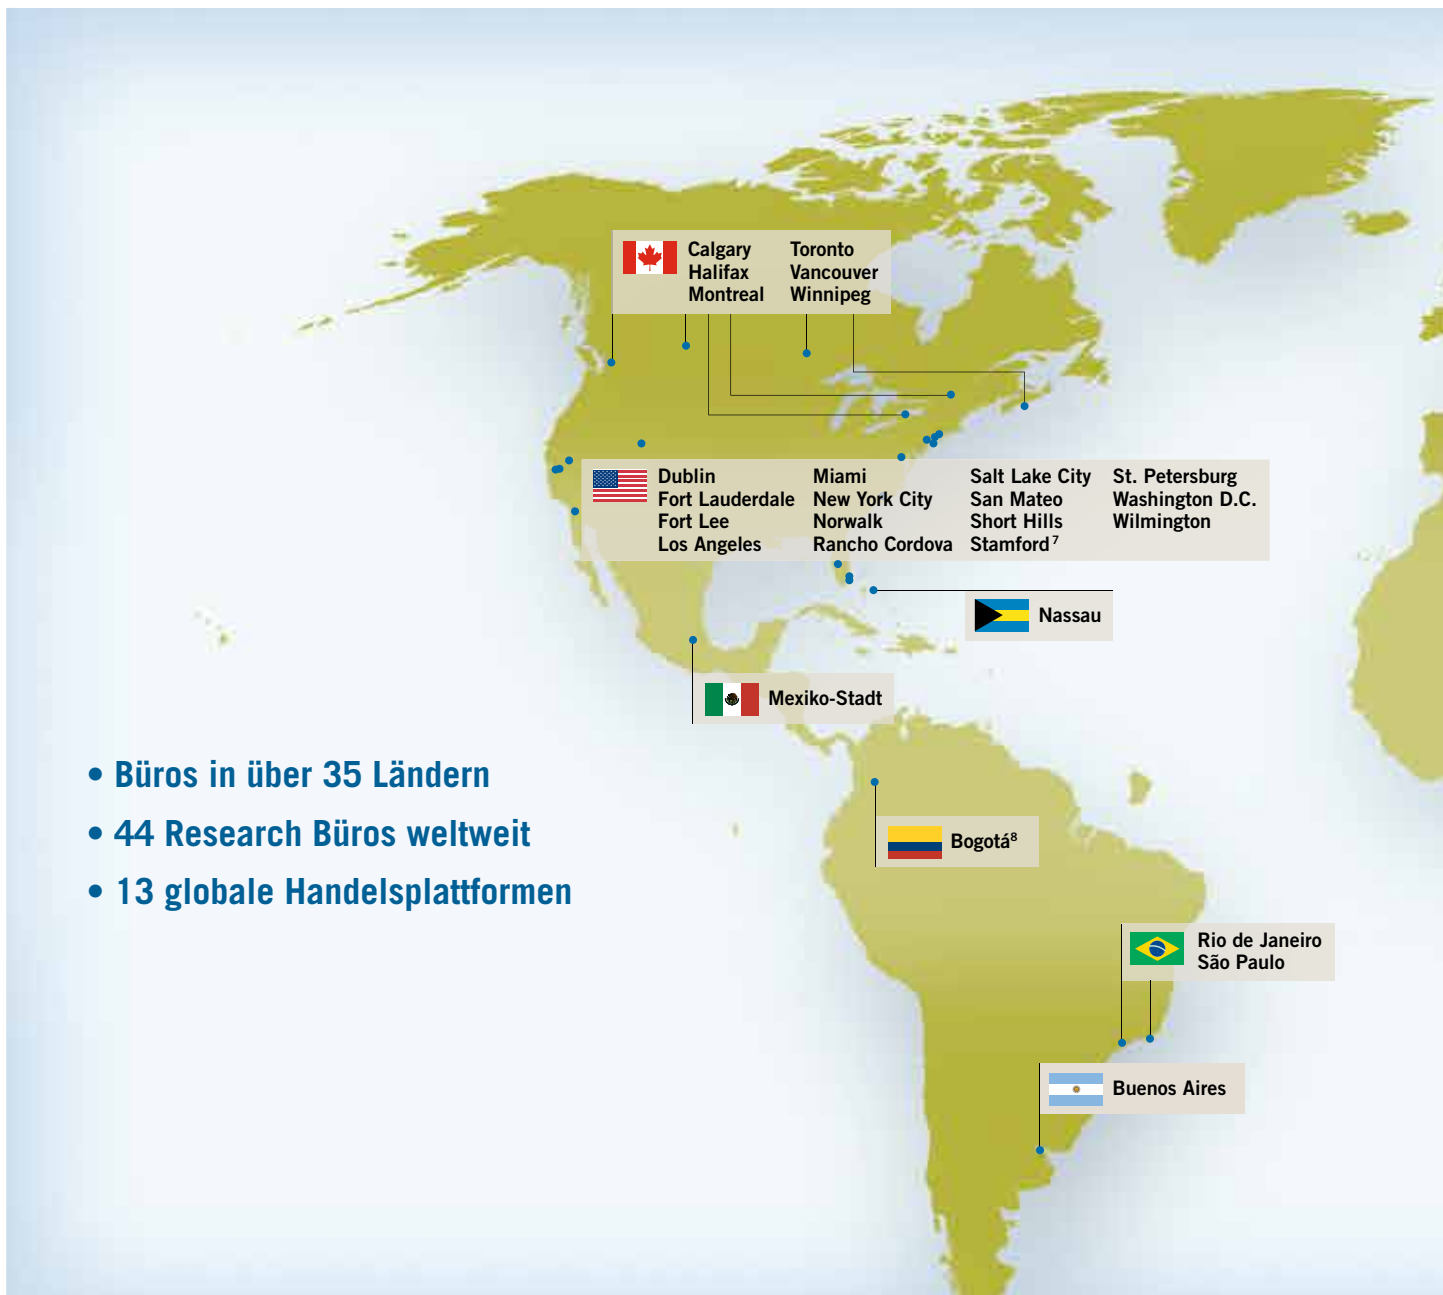 Calgary Toronto
Halifax Vancouver
Montreal Winnipeg
Dublin Miami Salt Lake City St. Petersburg
Fort Lauderdale New York City San Mateo Washington D.C.
Fort Lee Norwalk Short Hills Wilmington
Los Angeles Rancho Cordova Stamford⁷
Nassau
Mexiko-Stadt
• Büros in über 35 Ländern
• 44 Research Büros weltweit
• 13 globale Handelsplattformen
Bogotá⁸
Rio de Janeiro
São Paulo
Buenos Aires